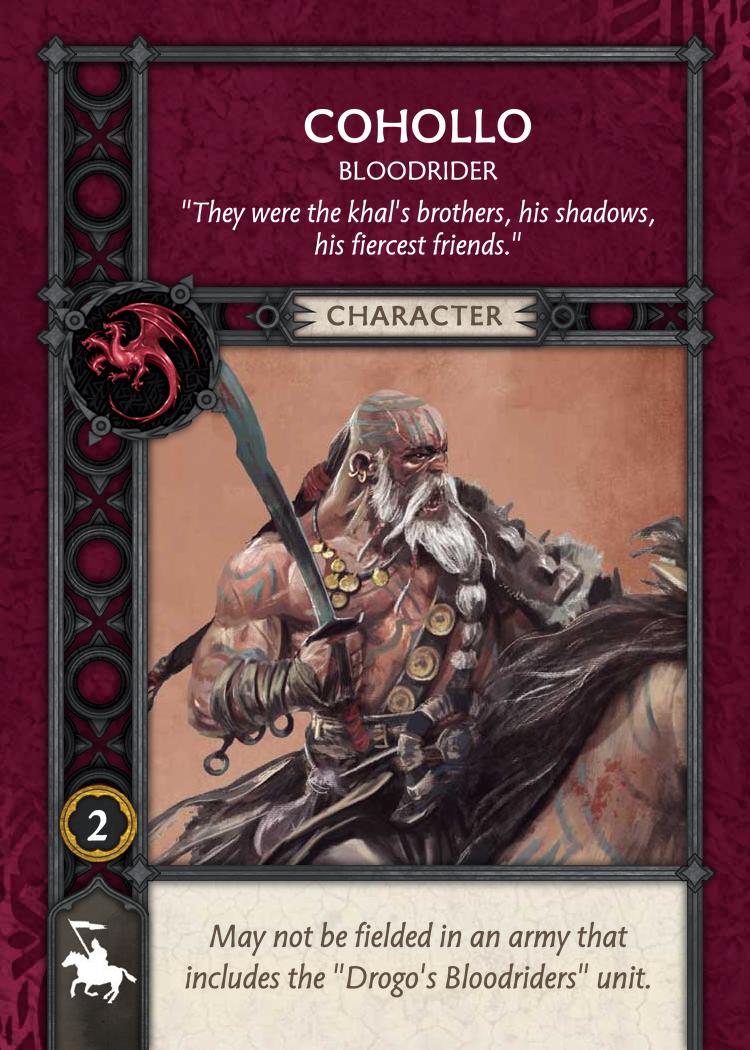 COHOLLO
BLOODRIDER
"They were the khal's brothers, his shadows,
his fiercest friends."
CHARACTER
2
May not be fielded in an army that
includes the "Drogo's Bloodriders" unit.